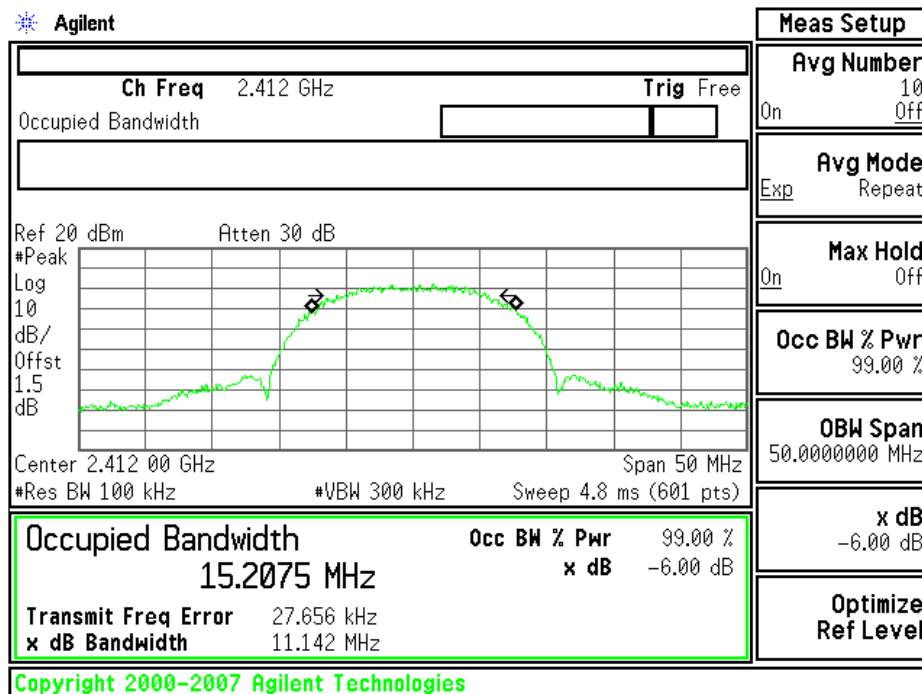 Agilent
Meas Setup
Ch Freq 2.412 GHz
Trig Free
Occupied Bandwidth
Ref 20 dBm
Atten 30 dB
#Peak
Log
10
dB/
Offst
1.5
dB
Center 2.412 00 GHz
Span 50 MHz
#Res BW 100 kHz
#VBW 300 kHz
Sweep 4.8 ms (601 pts)
Occupied Bandwidth
15.2075 MHz
Occ BW % Pwr 99.00 %
x dB -6.00 dB
Transmit Freq Error 27.656 kHz
x dB Bandwidth 11.142 MHz
Avg Number
10
On Off
Avg Mode
Exp Repeat
Max Hold
On Off
Occ BW % Pwr
99.00 %
OBW Span
50.0000000 MHz
x dB
-6.00 dB
Optimize
Ref Level
Copyright 2000-2007 Agilent Technologies